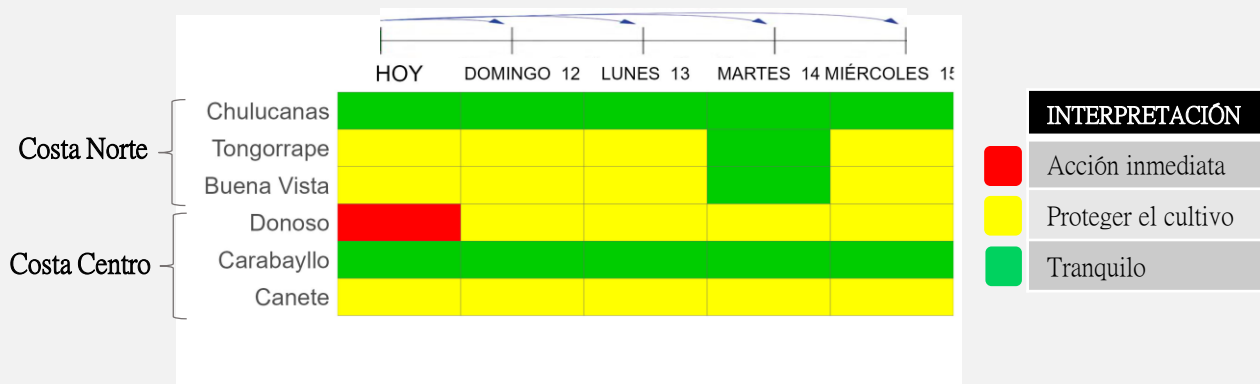 HOY DOMINGO 12 LUNES 13 MARTES 14 MIÉRCOLES 15
Costa Norte
Chulucanas
Tongorrape
Buena Vista
Costa Centro
Donoso
Carabayllo
Canete
INTERPRETACIÓN
Acción inmediata
Proteger el cultivo
Tranquilo